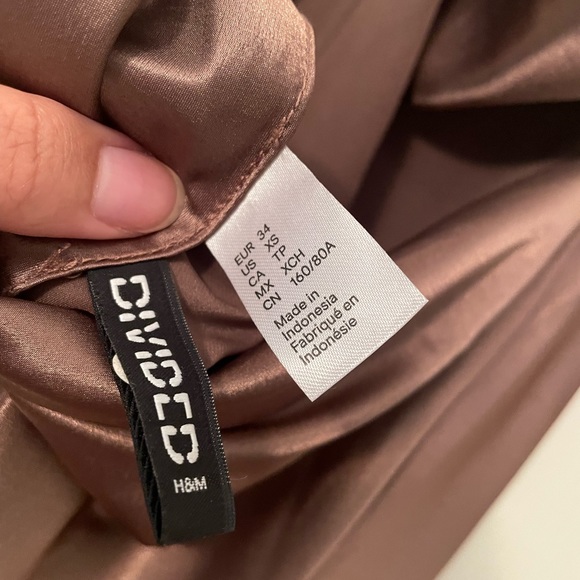 EUR 34
US XS
CA TP
MX XCH
CN 160/80A
Made in
Indonesia
Fabriqué en
Indonésie
DIVIDED
H&M